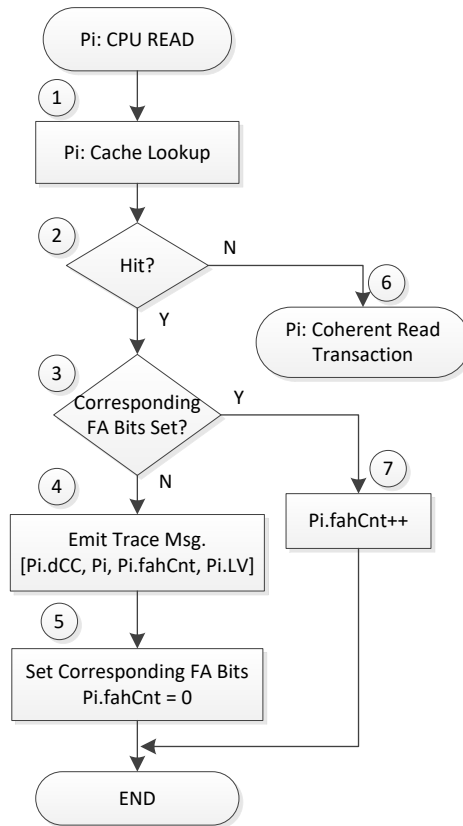 Pi: CPU READ
1
Pi: Cache Lookup
2
Hit?
N
Y
6
Pi: Coherent Read
Transaction
3
Corresponding
FA Bits Set?
Y
N
4
7
Emit Trace Msg.
[Pi.dCC, Pi, Pi.fahCnt, Pi.LV]
Pi.fahCnt++
5
Set Corresponding FA Bits
Pi.fahCnt = 0
END